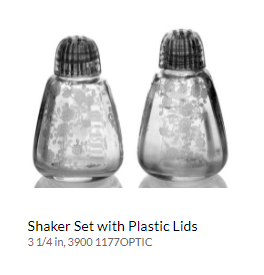 Shaker Set with Plastic Lids
3 1/4 in, 3900 1177OPTIC